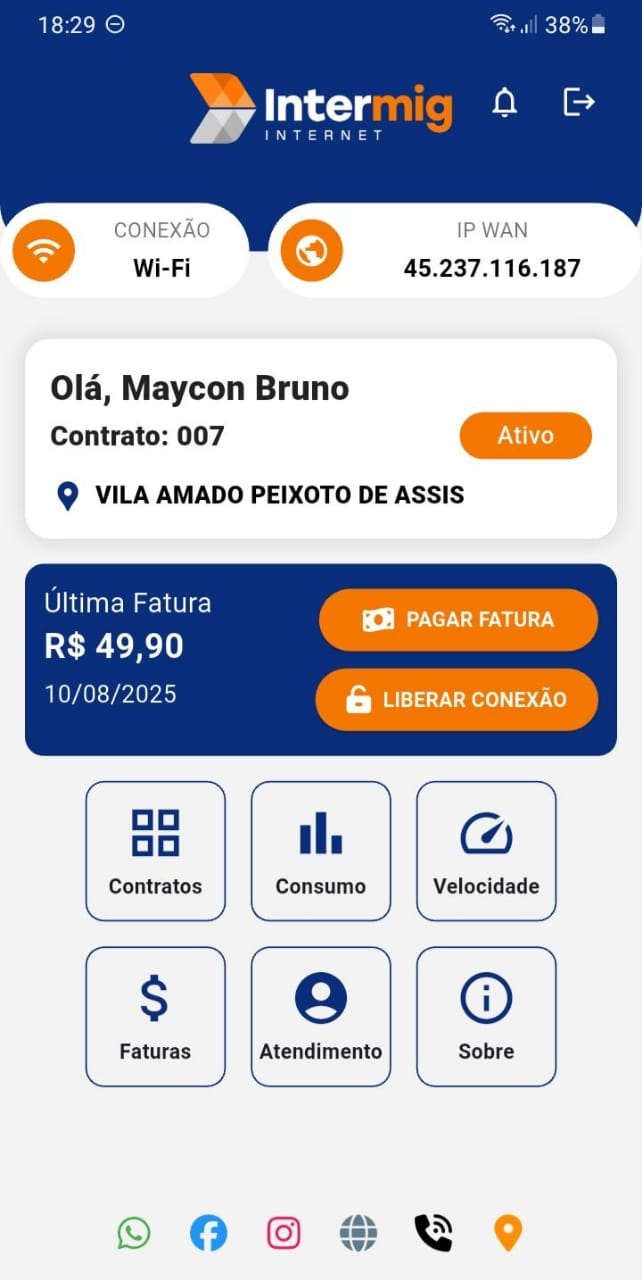 18:29
38%
Intermig
INTERNET
CONEXÃO
Wi-Fi
IP WAN
45.237.116.187
Olá, Maycon Bruno
Contrato: 007
Ativo
VILA AMADO PEIXOTO DE ASSIS
Última Fatura
R$ 49,90
10/08/2025
PAGAR FATURA
LIBERAR CONEXÃO
Contratos
Consumo
Velocidade
Faturas
Atendimento
Sobre